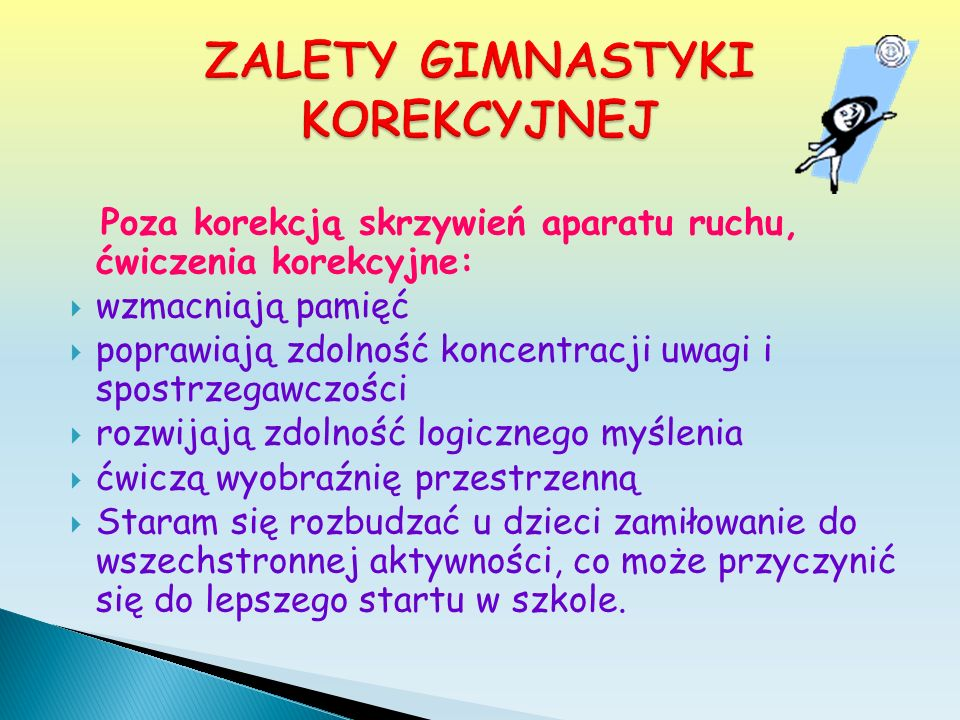 ZALETY GIMNASTYKI
KOREKCYJNEJ
Poza korekcją skrzywień aparatu ruchu,
ćwiczenia korekcyjne:
wzmacniają pamięć
poprawiają zdolność koncentracji uwagi i
spostrzegawczości
rozwijają zdolność logicznego myślenia
ćwiczą wyobraźnię przestrzenną
Staram się rozbudzać u dzieci zamiłowanie do
wszechstronnej aktywności, co może przyczynić
się do lepszego startu w szkole.